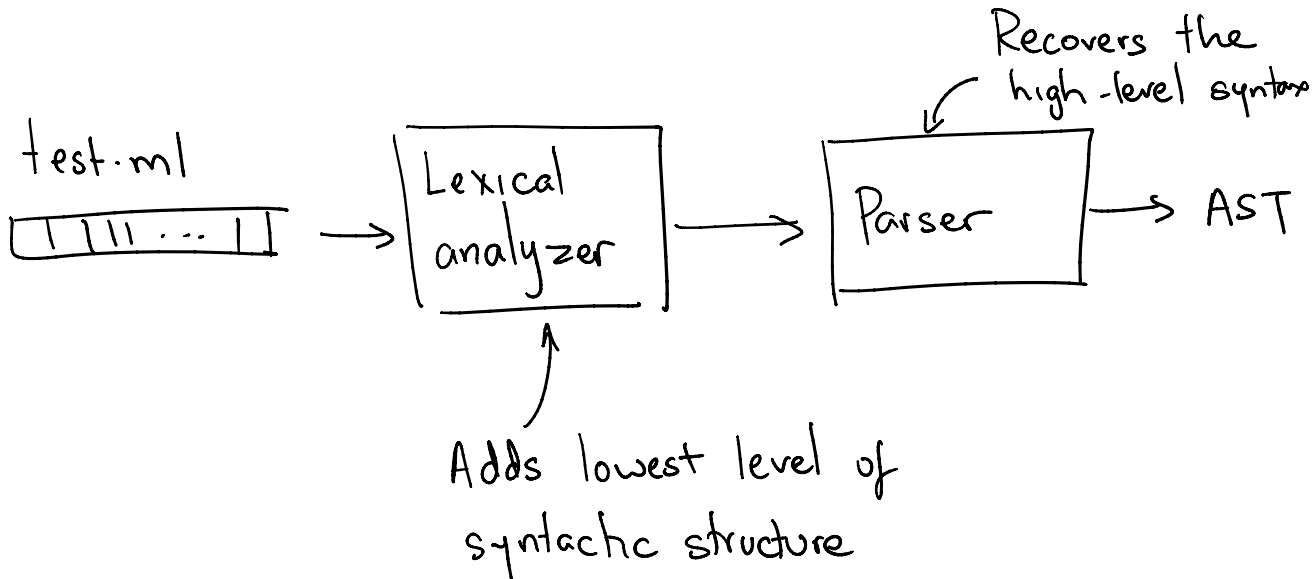 Recovers the
high-level syntax
test.ml
...
Lexical
analyzer
Parser
AST
Adds lowest level of
syntactic structure